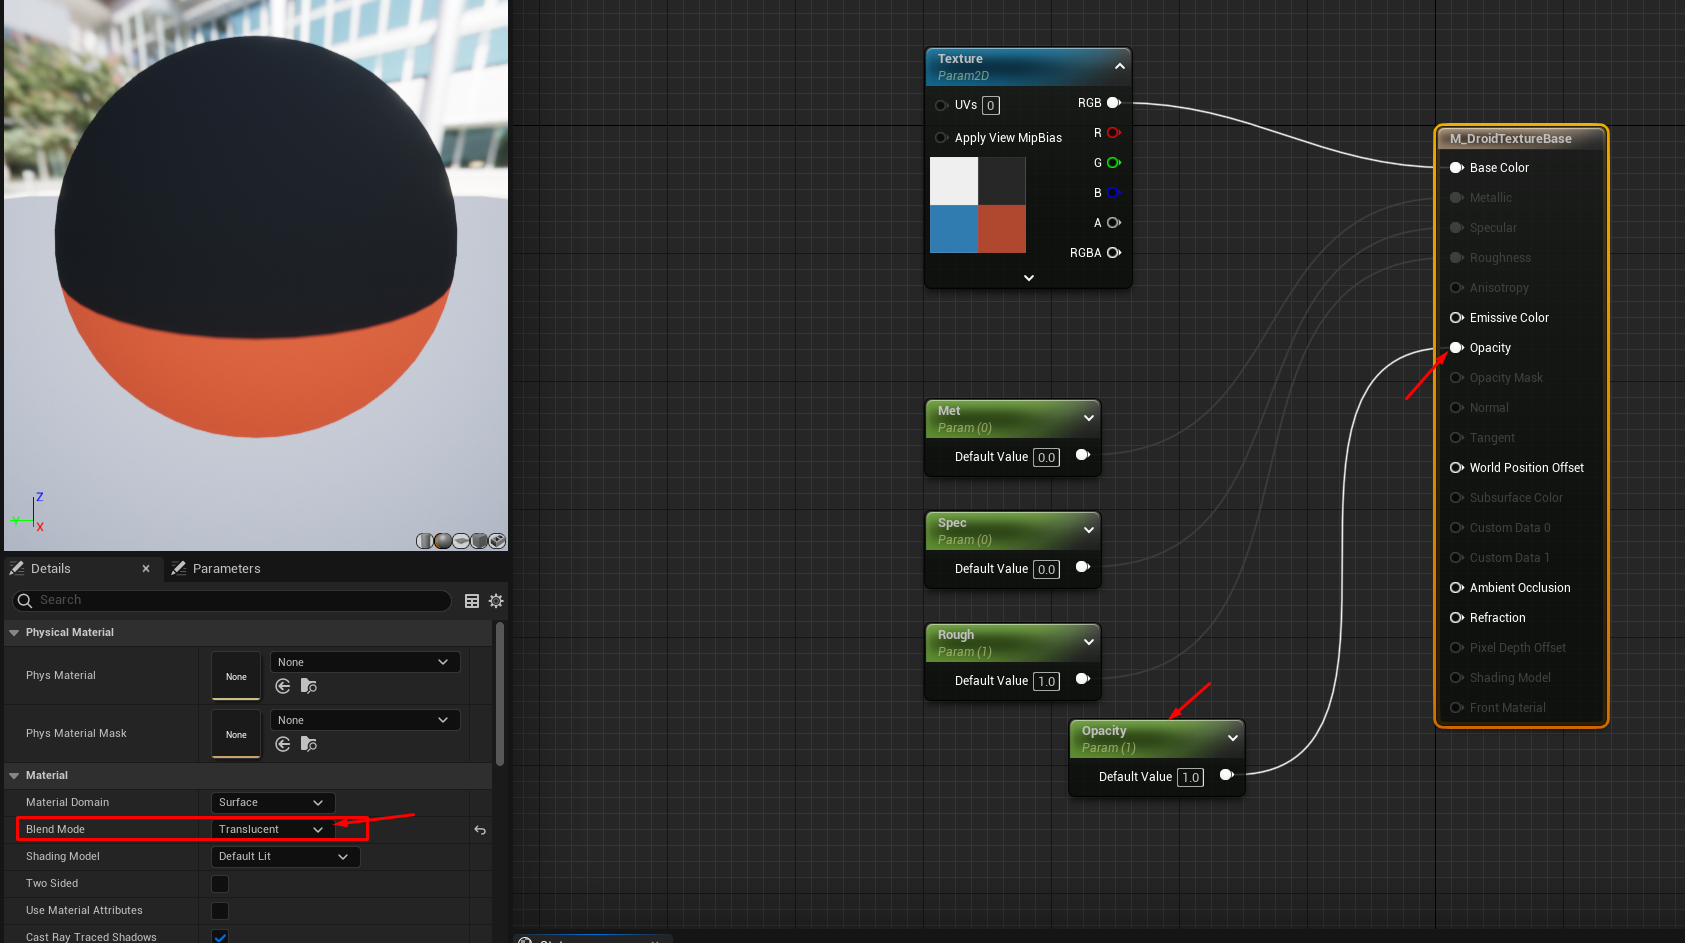 Texture
Param2D
UVs 0
RGB
Apply View MipBias
R
G
B
A
RGBA
Met
Param (0)
Default Value 0.0
Spec
Param (0)
Default Value 0.0
Rough
Param (1)
Default Value 1.0
Opacity
Param (1)
Default Value 1.0
M_DroidTextureBase
Base Color
Metallic
Specular
Roughness
Anisotropy
Emissive Color
Opacity
Opacity Mask
Normal
Tangent
World Position Offset
Subsurface Color
Custom Data 0
Custom Data 1
Ambient Occlusion
Refraction
Pixel Depth Offset
Shading Model
Front Material
Z
Y
X
Details
Parameters
Search
Physical Material
Phys Material
None
None
Phys Material Mask
None
None
Material
Material Domain
Surface
Blend Mode
Translucent
Shading Model
Default Lit
Two Sided
Use Material Attributes
Cast Ray Traced Shadows